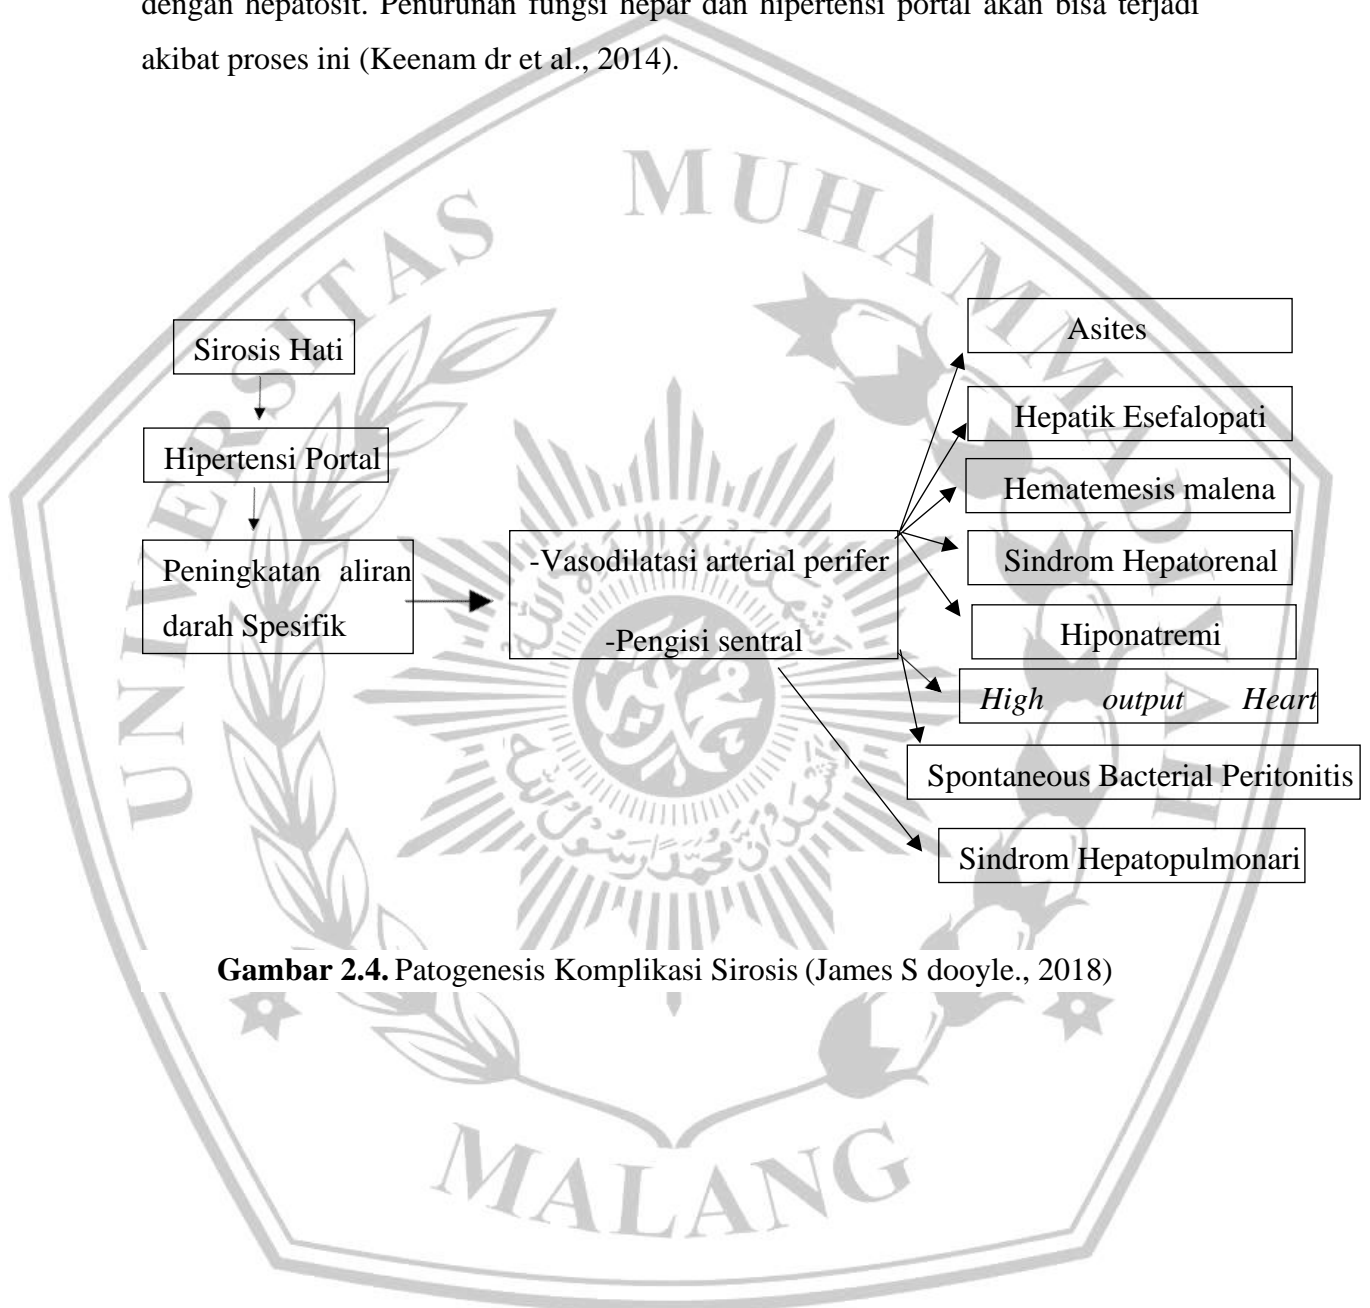 dengan hepatosit. Penurunan fungsi hepar dan hipertensi portal akan bisa terjadi
akibat proses ini (Keenam dr et al., 2014).
UNIVERSITAS MUHAMMADIYAH
Sirosis Hati
Hipertensi Portal
Peningkatan aliran
darah Spesifik
-Vasodilatasi arterial perifer
-Pengisi sentral
Asites
Hepatik Esefalopati
Hematemesis malena
Sindrom Hepatorenal
Hiponatremi
High output Heart
Spontaneous Bacterial Peritonitis
Sindrom Hepatopulmonari
Gambar 2.4. Patogenesis Komplikasi Sirosis (James S dooyle., 2018)
MALANG